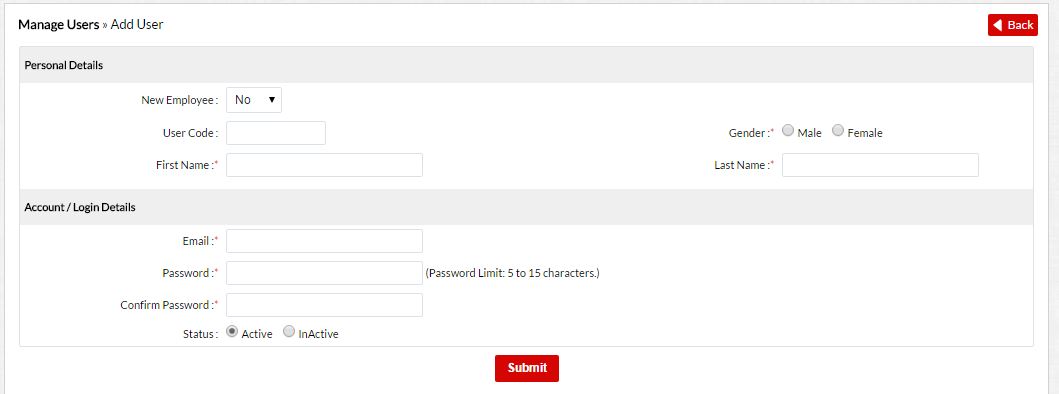 Manage Users » Add User
Back
Personal Details
New Employee : No
User Code :
Gender :* Male Female
First Name :*
Last Name :*
Account / Login Details
Email :*
Password :* (Password Limit: 5 to 15 characters.)
Confirm Password :*
Status : Active InActive
Submit